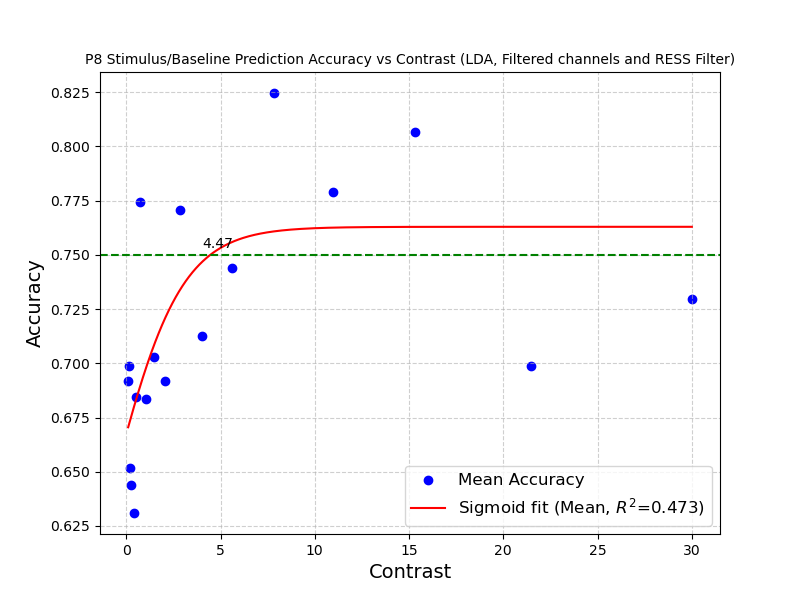 P8 Stimulus/Baseline Prediction Accuracy vs Contrast (LDA, Filtered channels and RESS Filter)
Accuracy
0.825
0.800
0.775
0.750
0.725
0.700
0.675
0.650
0.625
4.47
Mean Accuracy
Sigmoid fit (Mean, R²=0.473)
0 5 10 15 20 25 30
Contrast